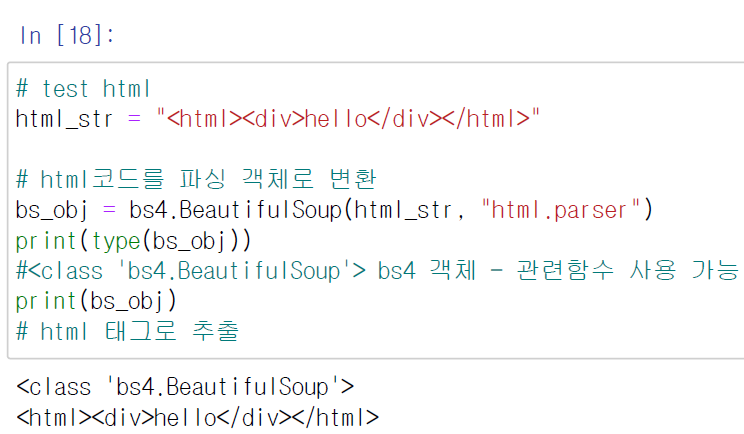 In [18]:
# test html
html_str = "<html><div>hello</div></html>"
# html코드를 파싱 객체로 변환
bs_obj = bs4.BeautifulSoup(html_str, "html.parser")
print(type(bs_obj))
#<class 'bs4.BeautifulSoup'> bs4 객체 - 관련함수 사용 가능
print(bs_obj)
# html 태그로 추출
<class 'bs4.BeautifulSoup'>
<html><div>hello</div></html>